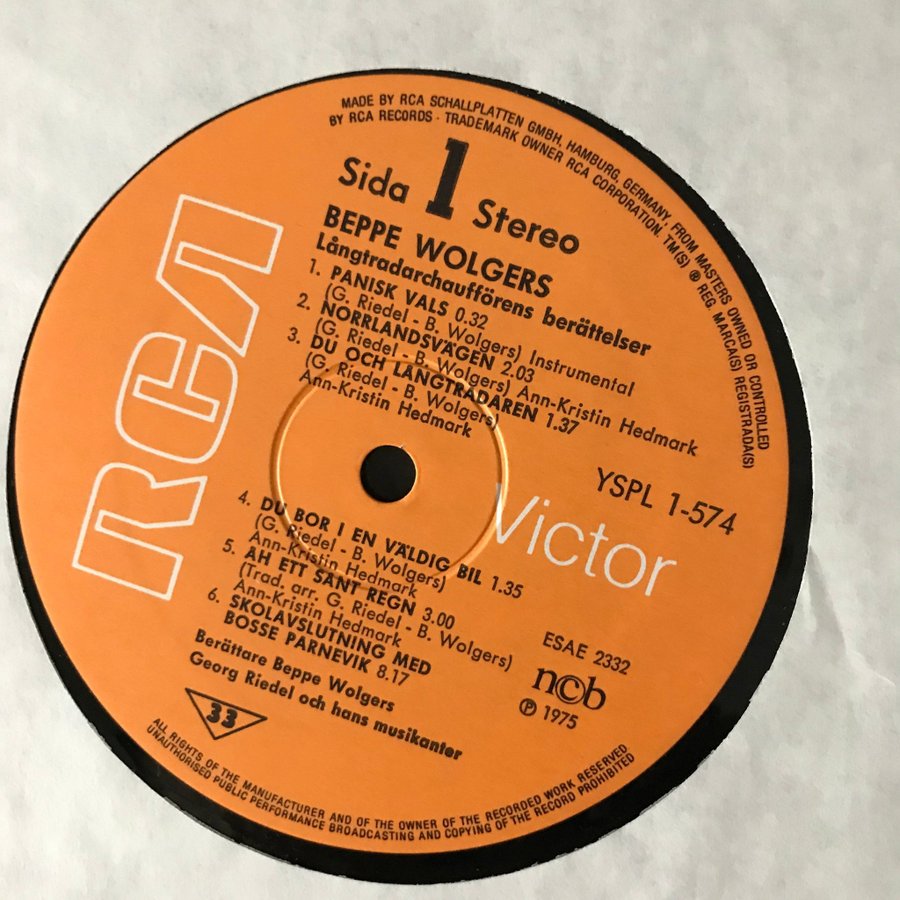 MADE BY RCA SCHALLPLATTEN GMBH, HAMBURG, GERMANY, FROM MASTERS OWNED OR CONTROLLED
BY RCA RECORDS · TRADEMARK OWNER RCA CORPORATION. TM(S) ® REG. MARCA(S) REGISTRADA(S)
Sida 1 Stereo
BEPPE WOLGERS
Långtradarchaufförens berättelser
1. PANISK VALS 0.32
(G. Riedel - B. Wolgers) Instrumental
2. NORRLANDSVÄGEN 2.03
(G. Riedel - B. Wolgers) Ann-Kristin Hedmark
3. DU OCH LÅNGTRADAREN 1.37
(G. Riedel - B. Wolgers)
Ann-Kristin Hedmark
RCA
Victor
YSPL 1-574
4. DU BOR I EN VÄLDIG BIL 1.35
(G. Riedel - B. Wolgers)
Ann-Kristin Hedmark
5. ÅH ETT SÅNT REGN 3.00
(Trad. arr. G. Riedel - B. Wolgers)
Ann-Kristin Hedmark
6. SKOLAVSLUTNING MED
BOSSE PARNEVIK 8.17
Berättare Beppe Wolgers
Georg Riedel och hans musikanter
ESAE 2332
n©b
℗ 1975
33
ALL RIGHTS OF THE MANUFACTURER AND OF THE OWNER OF THE RECORDED WORK RESERVED
UNAUTHORISED PUBLIC PERFORMANCE BROADCASTING AND COPYING OF THE RECORD PROHIBITED